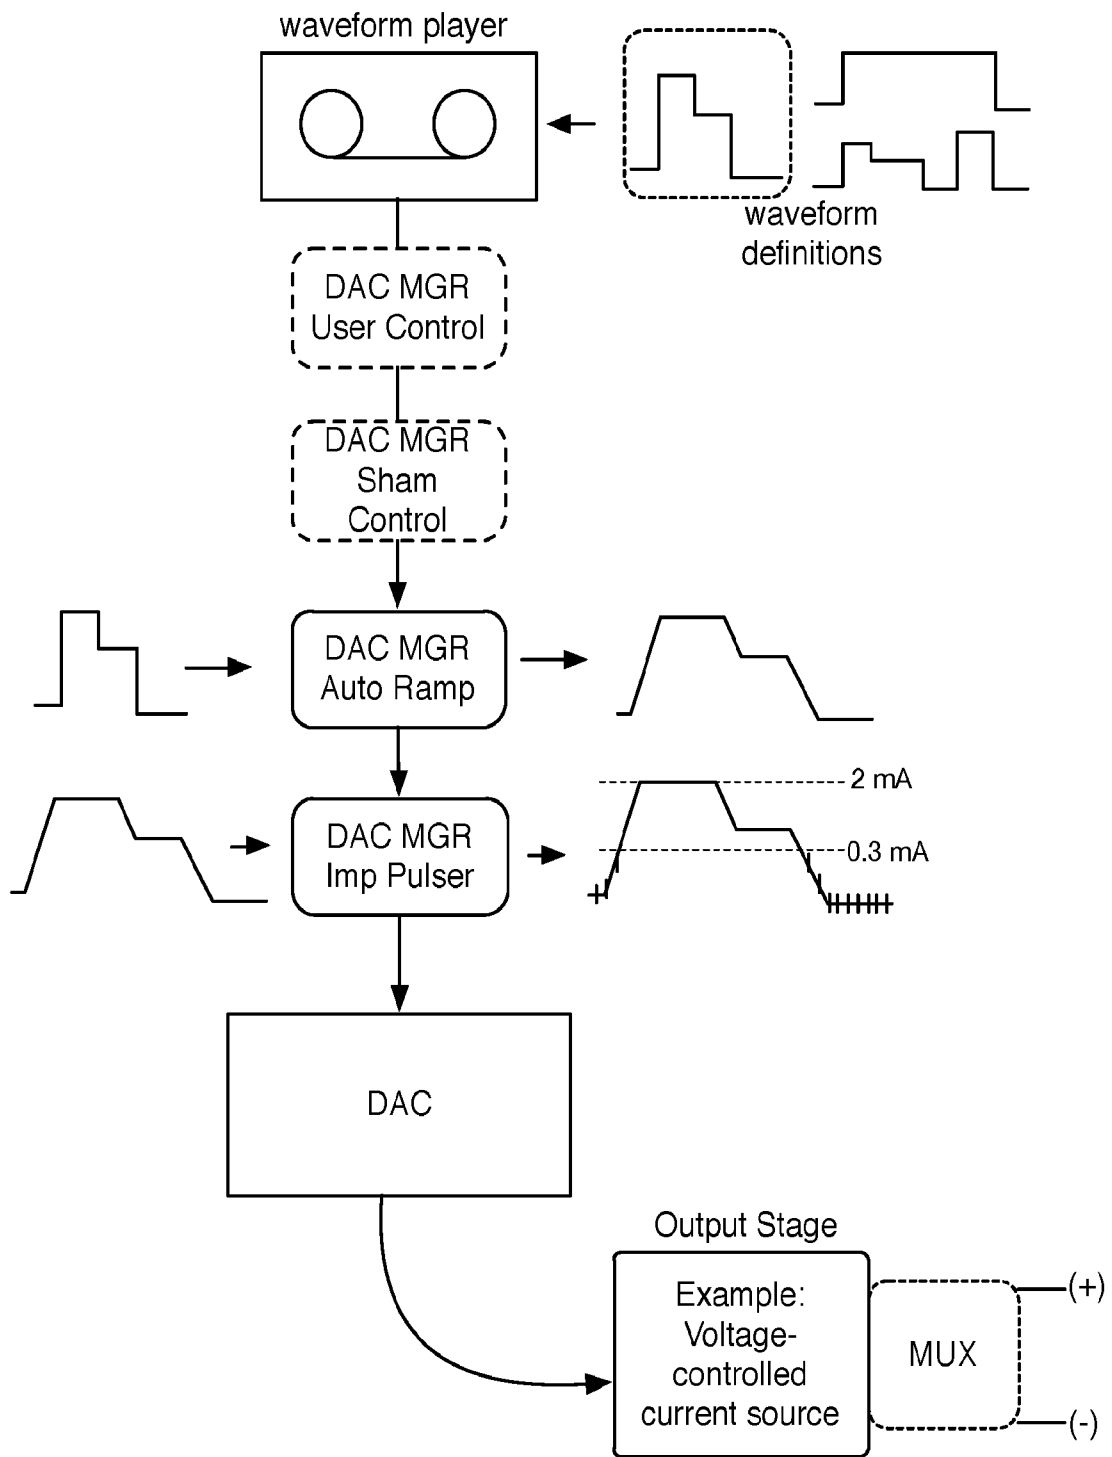 waveform player
waveform
definitions
DAC MGR
User Control
DAC MGR
Sham
Control
DAC MGR
Auto Ramp
2 mA
DAC MGR
Imp Pulser
0.3 mA
DAC
Output Stage
Example:
Voltage-
controlled
current source
MUX
(+)
(-)